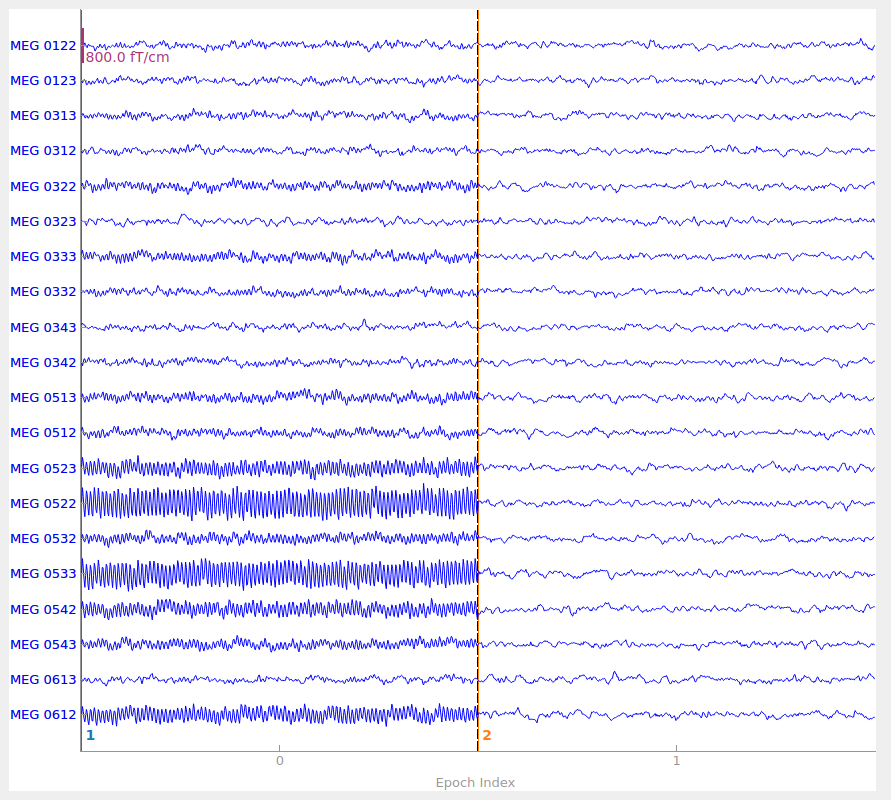 MEG 0122
800.0 fT/cm
MEG 0123
MEG 0313
MEG 0312
MEG 0322
MEG 0323
MEG 0333
MEG 0332
MEG 0343
MEG 0342
MEG 0513
MEG 0512
MEG 0523
MEG 0522
MEG 0532
MEG 0533
MEG 0542
MEG 0543
MEG 0613
MEG 0612
1 2
0 1
Epoch Index